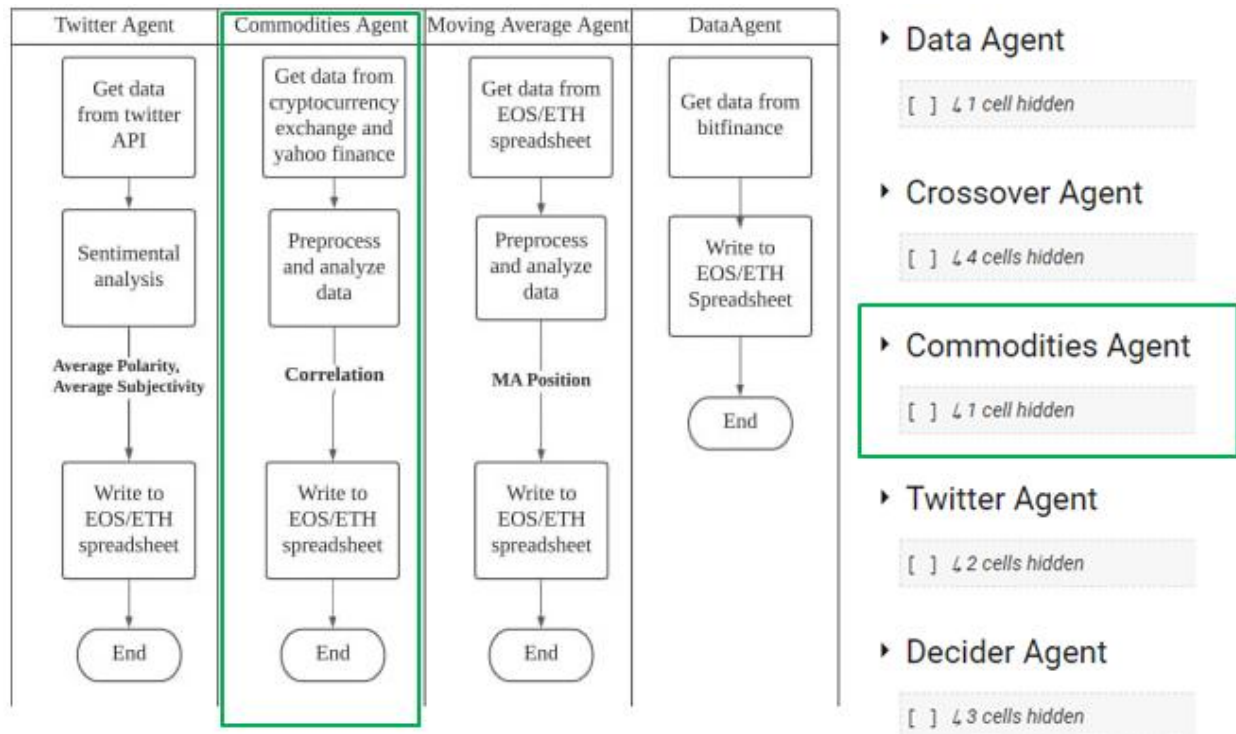 Twitter Agent
Get data
from twitter
API
Sentimental
analysis
Average Polarity,
Average Subjectivity
Write to
EOS/ETH
spreadsheet
End
Commodities Agent
Get data from
cryptocurrency
exchange and
yahoo finance
Preprocess
and analyze
data
Correlation
Write to
EOS/ETH
spreadsheet
End
Moving Average Agent
Get data from
EOS/ETH
spreadsheet
Preprocess
and analyze
data
MA Position
Write to
EOS/ETH
spreadsheet
End
DataAgent
Get data from
bitfinance
Write to
EOS/ETH
Spreadsheet
End
Data Agent
[ ] ↳ 1 cell hidden
Crossover Agent
[ ] ↳ 4 cells hidden
Commodities Agent
[ ] ↳ 1 cell hidden
Twitter Agent
[ ] ↳ 2 cells hidden
Decider Agent
[ ] ↳ 3 cells hidden